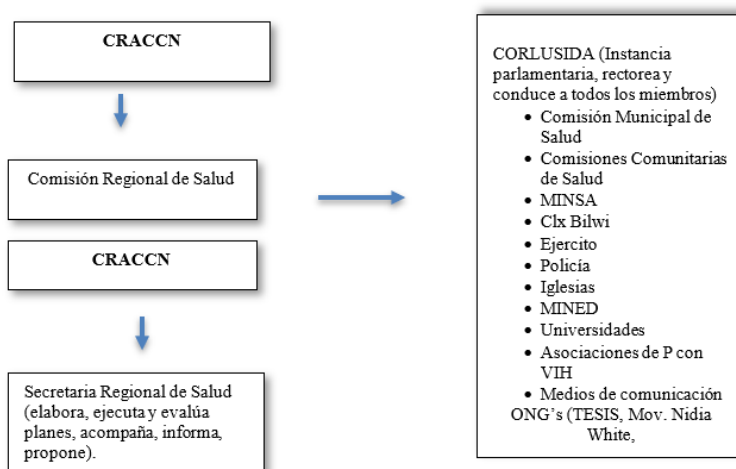 CRACCN
Comisión Regional de Salud
CRACCN
Secretaria Regional de Salud
(elabora, ejecuta y evalúa
planes, acompaña, informa,
propone).
CORLUSIDA (Instancia
parlamentaria, rectorea y
conduce a todos los miembros)
• Comisión Municipal de
Salud
• Comisiones Comunitarias
de Salud
• MINSA
• Clx Bilwi
• Ejercito
• Policía
• Iglesias
• MINED
• Universidades
• Asociaciones de P con
VIH
• Medios de comunicación
ONG's (TESIS, Mov. Nidia
White,